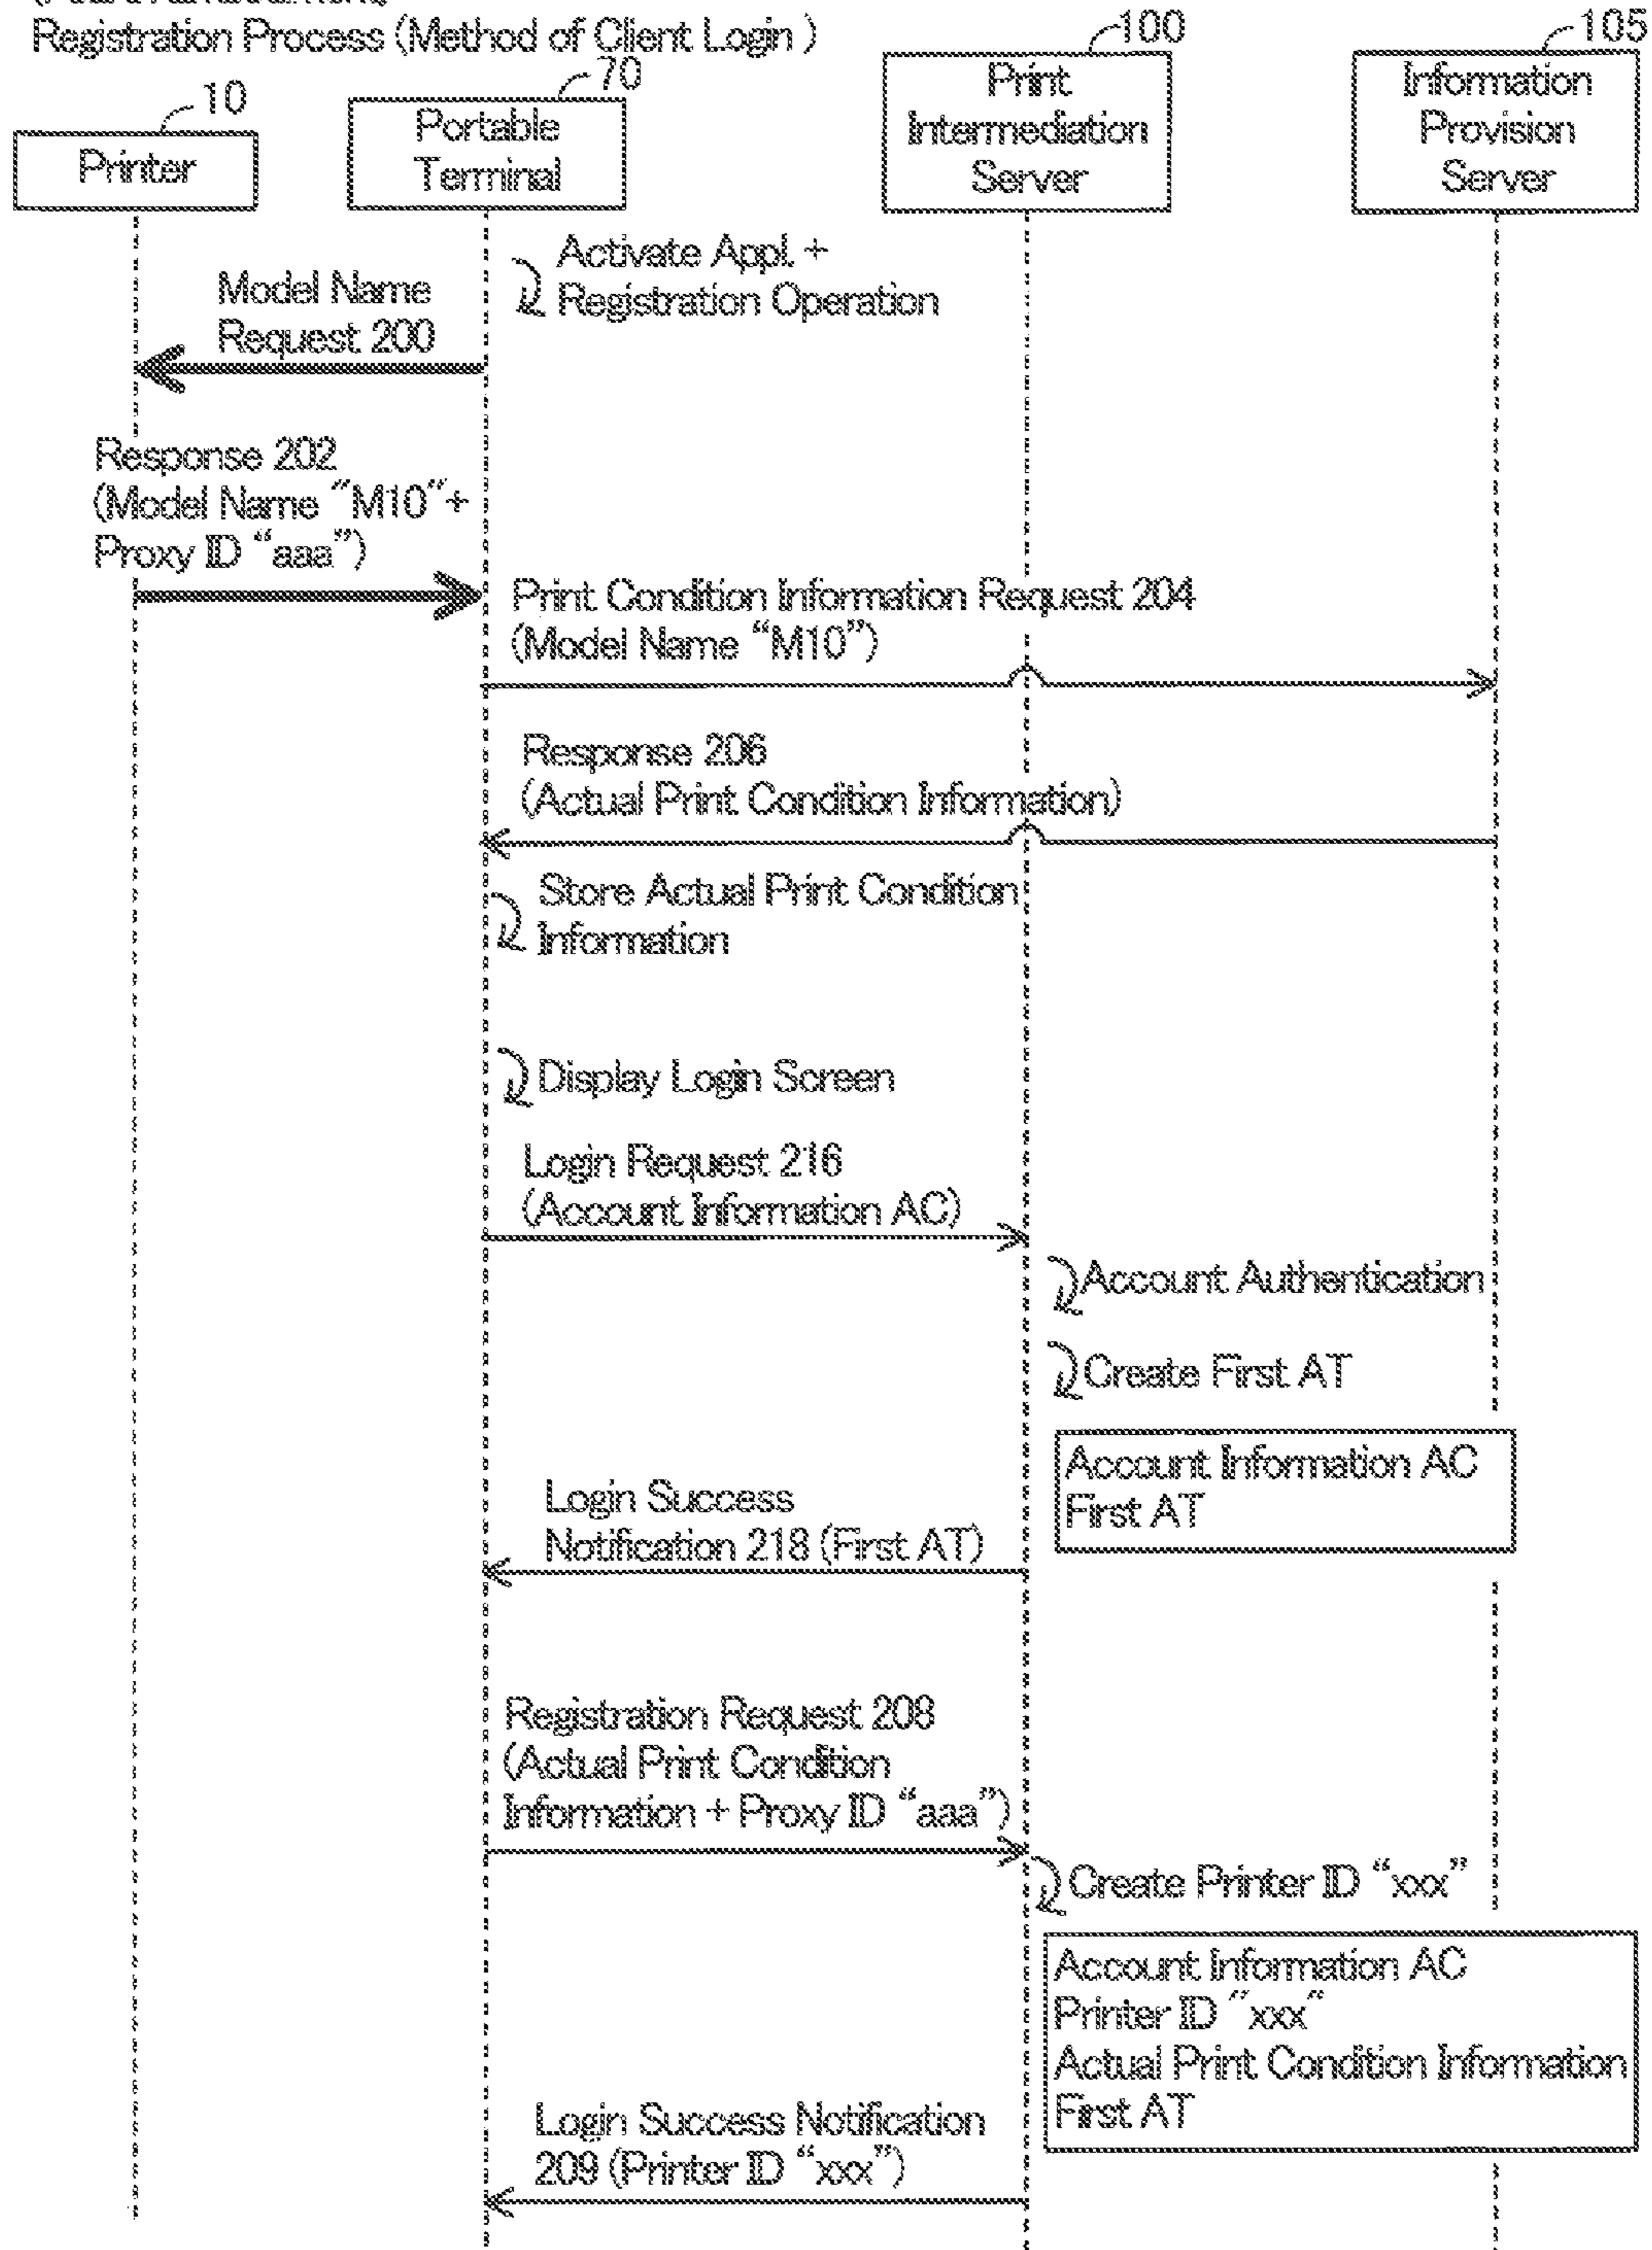 Registration Process (Method of Client Login )
10
Printer
70
Portable
Terminal
100
Print
Intermediation
Server
105
Information
Provision
Server
Activate Appl. +
Registration Operation
Model Name
Request 200
Response 202
(Model Name "M10"+
Proxy ID "aaa")
Print Condition Information Request 204
(Model Name "M10")
Response 206
(Actual Print Condition Information)
Store Actual Print Condition
Information
Display Login Screen
Login Request 216
(Account Information AC)
Account Authentication
Create First AT
Account Information AC
First AT
Login Success
Notification 218 (First AT)
Registration Request 208
(Actual Print Condition
Information + Proxy ID "aaa")
Create Printer ID "xxx"
Account Information AC
Printer ID "xxx"
Actual Print Condition Information
First AT
Login Success Notification
209 (Printer ID "xxx")